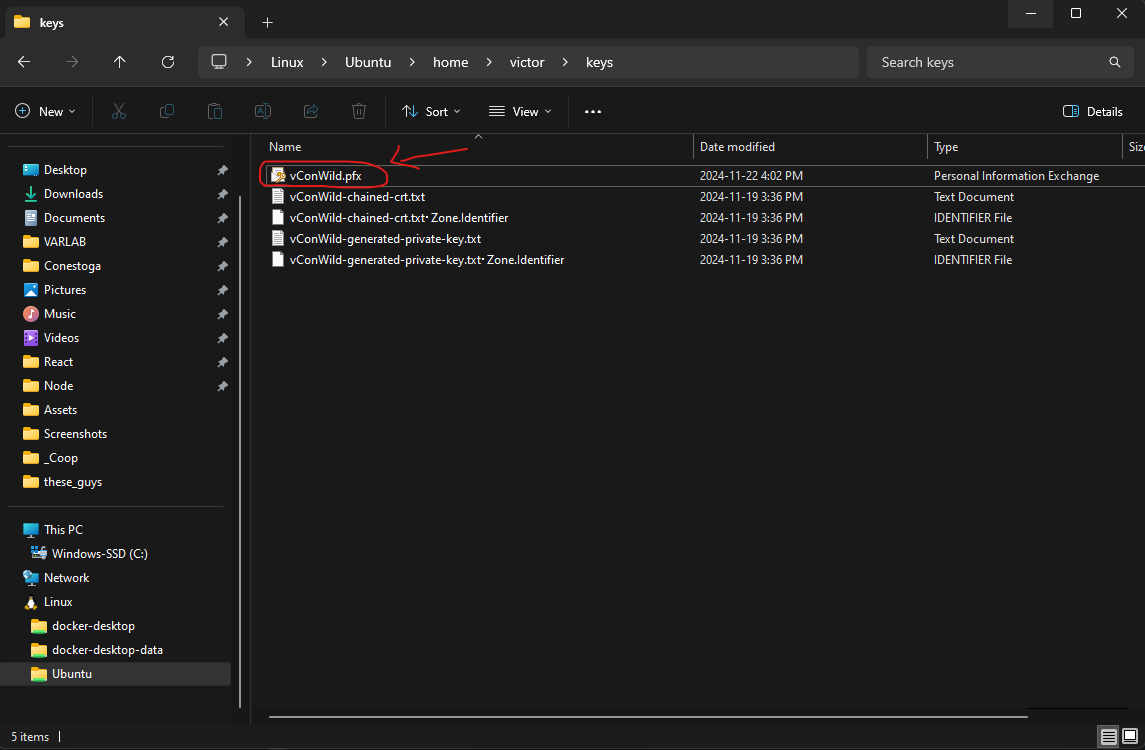 keys
Linux
Ubuntu
home
victor
keys
Search keys
New
Sort
View
Details
Desktop
Downloads
Documents
VARLAB
Conestoga
Pictures
Music
Videos
React
Node
Assets
Screenshots
_Coop
these_guys
This PC
Windows-SSD (C:)
Network
Linux
docker-desktop
docker-desktop-data
Ubuntu
Name Date modified Type Siz
vConWild.pfx 2024-11-22 4:02 PM Personal Information Exchange
vConWild-chained-crt.txt 2024-11-19 3:36 PM Text Document
vConWild-chained-crt.txt·Zone.Identifier 2024-11-19 3:36 PM IDENTIFIER File
vConWild-generated-private-key.txt 2024-11-19 3:36 PM Text Document
vConWild-generated-private-key.txt·Zone.Identifier 2024-11-19 3:36 PM IDENTIFIER File
5 items